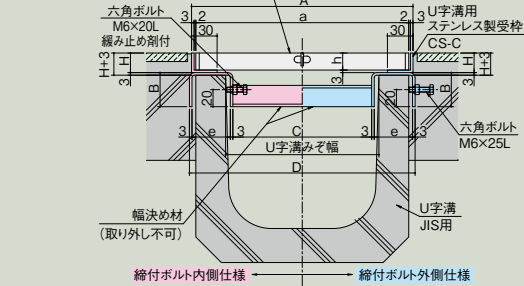 A
六角ボルト
M6×20L
緩み止め剤付
3
2
a
3
U字溝用
ステンレス製受枠
CS-C
30
30
H+3
H
3
h
3
H
H+3
3
B
20
20
B
六角ボルト
M6×25L
3
e
3
C
3
e
3
U字溝みぞ幅
D
幅決め材
(取り外し不可)
U字溝
JIS用
締付ボルト内側仕様
締付ボルト外側仕様